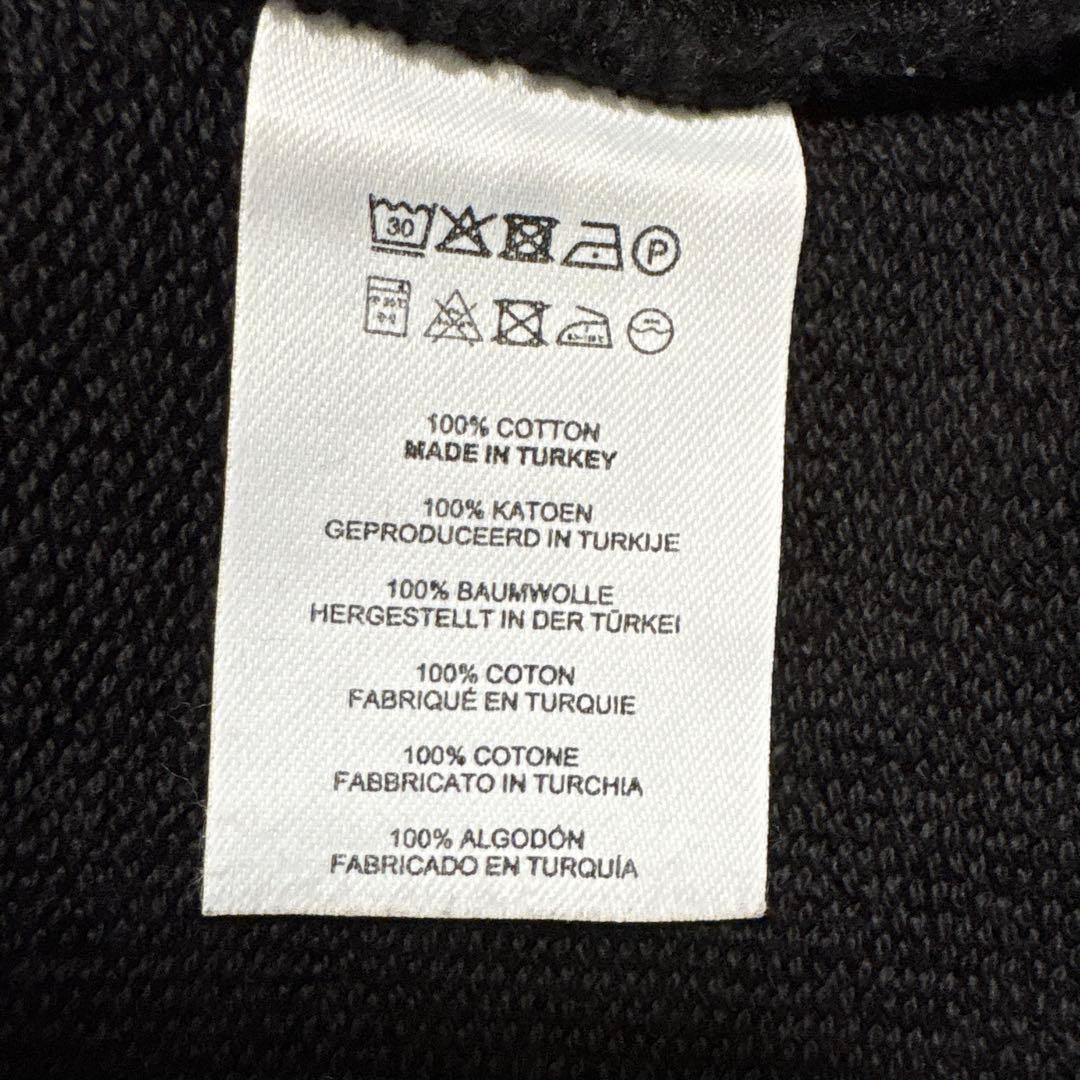 30
P
100% COTTON
MADE IN TURKEY
100% KATOEN
GEPRODUCEERD IN TURKIJE
100% BAUMWOLLE
HERGESTELLT IN DER TÜRKEI
100% COTON
FABRIQUÉ EN TURQUIE
100% COTONE
FABBRICATO IN TURCHIA
100% ALGODÓN
FABRICADO EN TURQUÍA